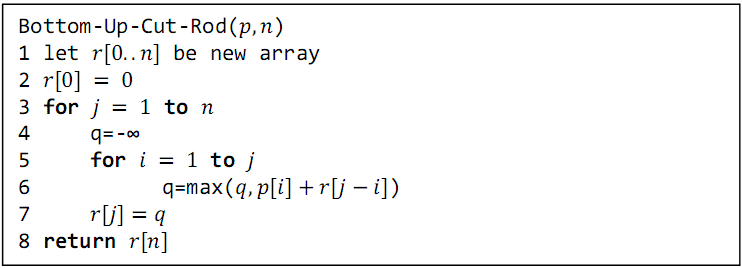 Bottom-Up-Cut-Rod(p,n)
1 let r[0..n] be new array
2 r[0] = 0
3 for j = 1 to n
4 q=-∞
5 for i = 1 to j
6 q=max(q,p[i]+r[j−i])
7 r[j] = q
8 return r[n]